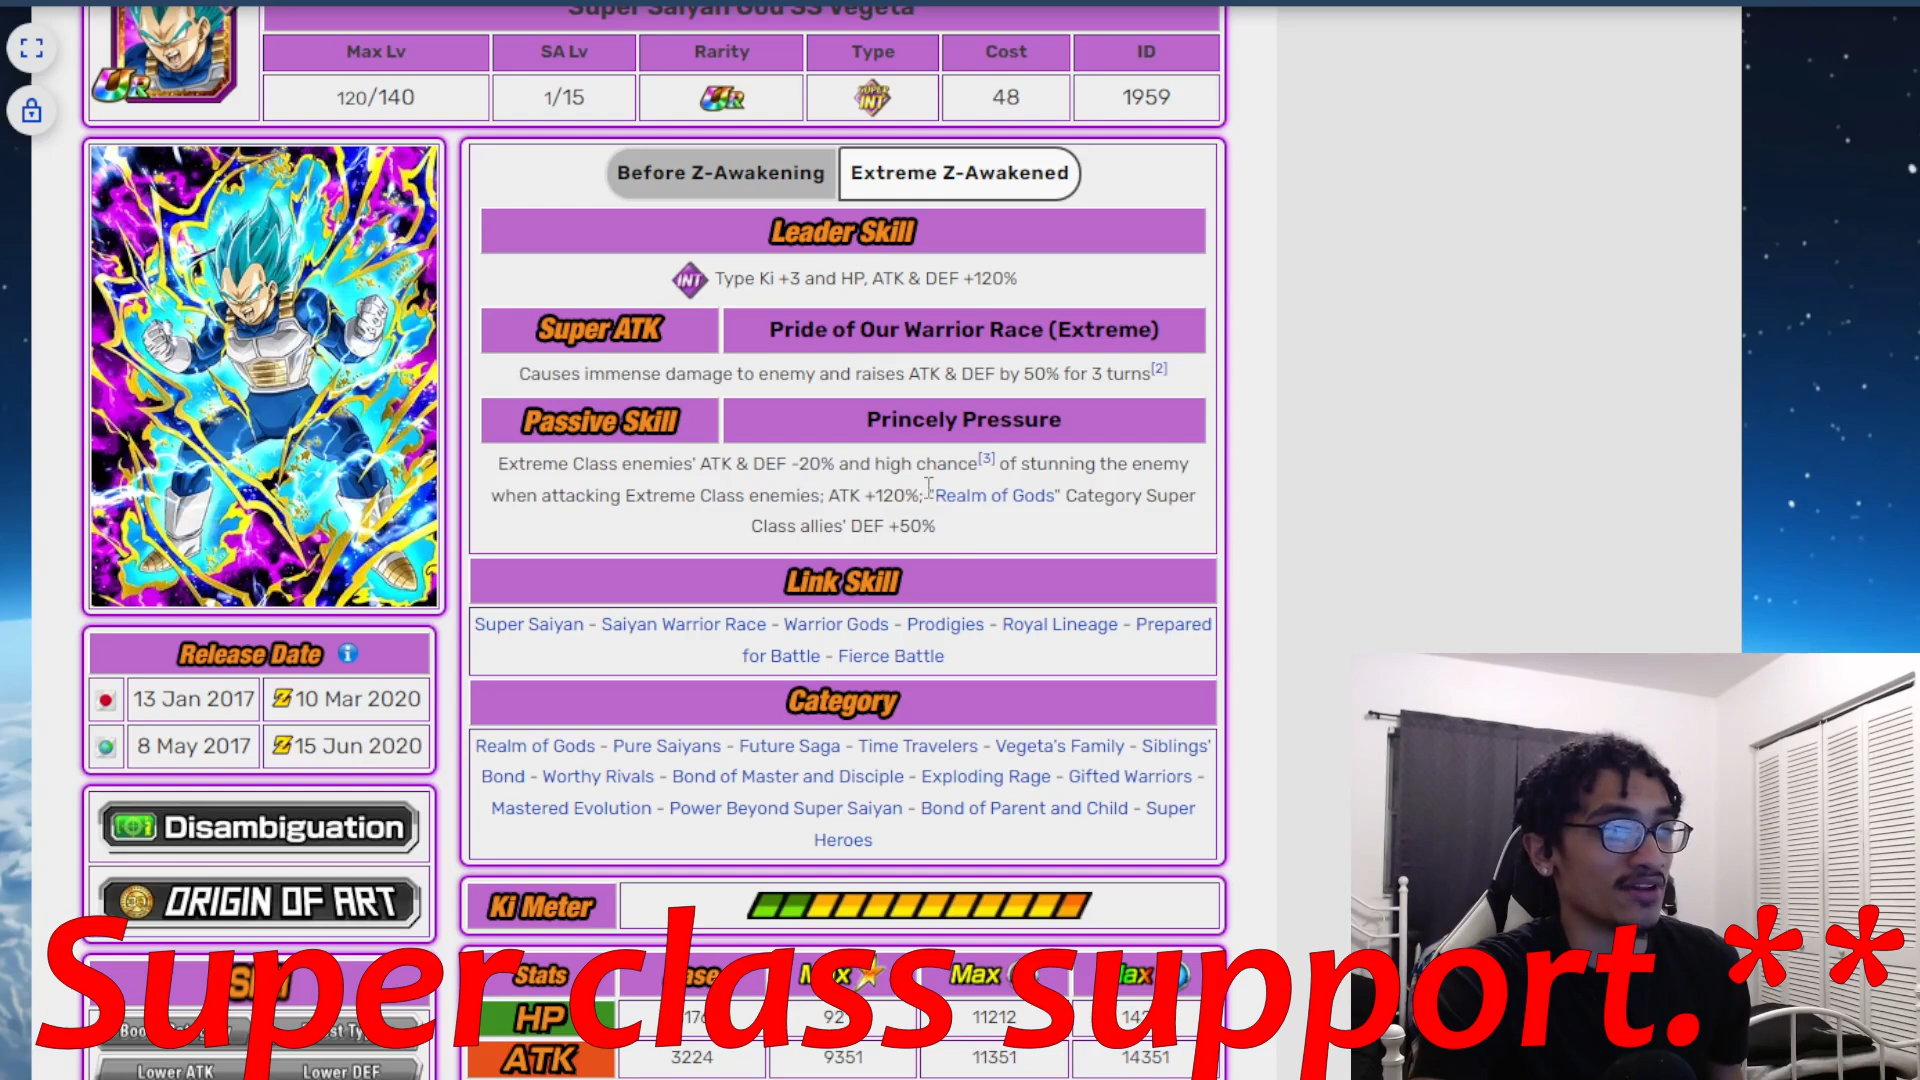 Super Saiyan God SS Vegeta
Max Lv SA Lv Rarity Type Cost ID
UR 120/140 1/15 UR SUPER INT 48 1959
Before Z-Awakening Extreme Z-Awakened
Leader Skill
INT Type Ki +3 and HP, ATK & DEF +120%
Super ATK Pride of Our Warrior Race (Extreme)
Causes immense damage to enemy and raises ATK & DEF by 50% for 3 turns[2]
Passive Skill Princely Pressure
Extreme Class enemies' ATK & DEF -20% and high chance[3] of stunning the enemy
when attacking Extreme Class enemies; ATK +120%; "Realm of Gods" Category Super
Class allies' DEF +50%
Link Skill
Super Saiyan - Saiyan Warrior Race - Warrior Gods - Prodigies - Royal Lineage - Prepared
for Battle - Fierce Battle
Category
Realm of Gods - Pure Saiyans - Future Saga - Time Travelers - Vegeta's Family - Siblings'
Bond - Worthy Rivals - Bond of Master and Disciple - Exploding Rage - Gifted Warriors -
Mastered Evolution - Power Beyond Super Saiyan - Bond of Parent and Child - Super
Heroes
Release Date
13 Jan 2017 Z 10 Mar 2020
8 May 2017 Z 15 Jun 2020
Disambiguation
ORIGIN OF ART
Ki Meter
Stats Max Max
HP 11212
ATK 3224 9351 11351 14351
Lower ATK Lower DEF
Super class support. **